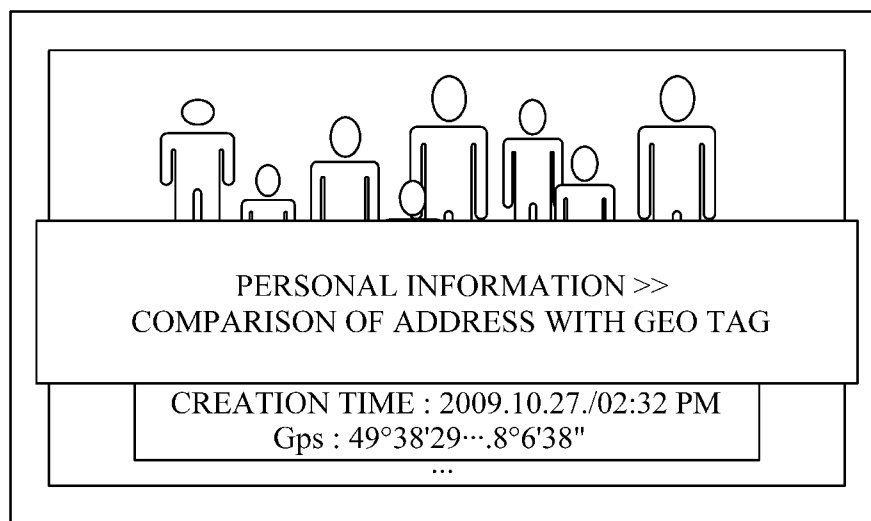 PERSONAL INFORMATION >>
COMPARISON OF ADDRESS WITH GEO TAG
CREATION TIME : 2009.10.27./02:32 PM
Gps : 49°38'29···.8°6'38"
...